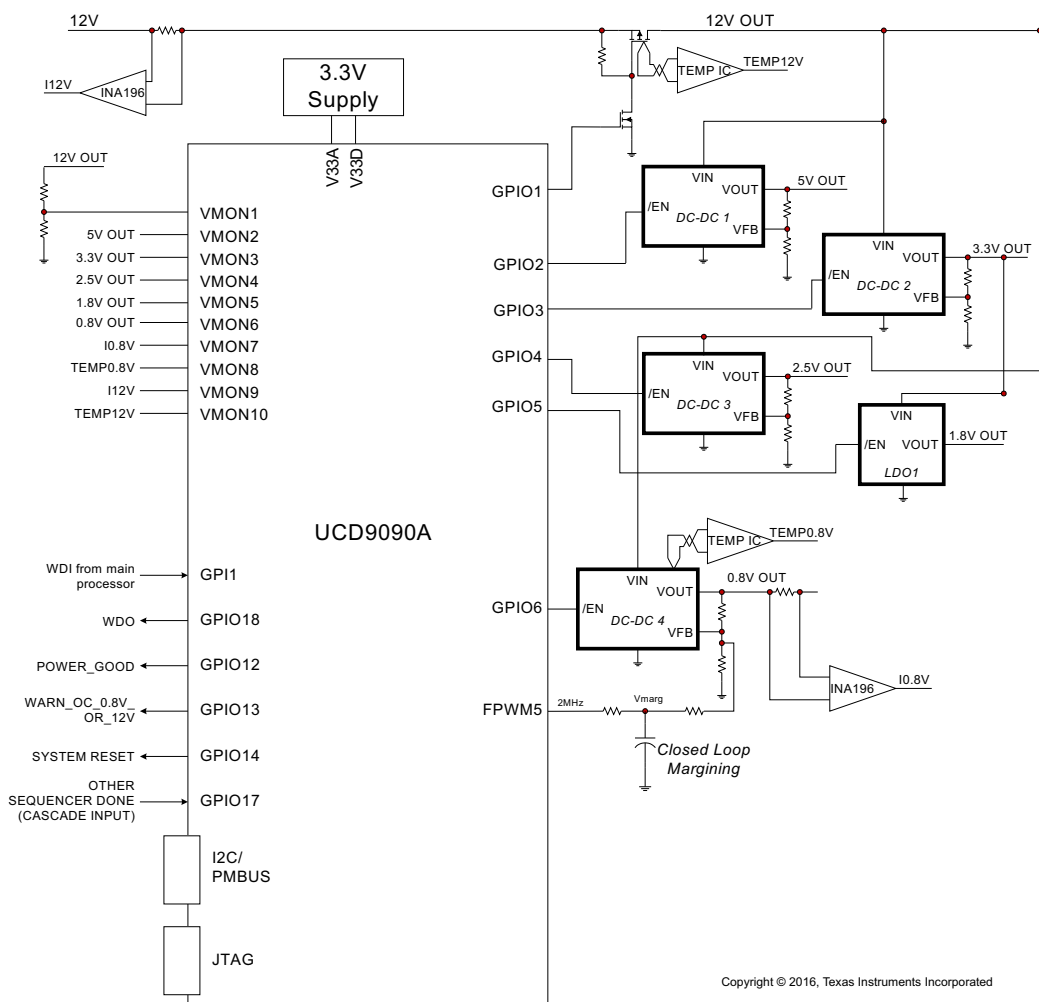 12V
12V OUT
I12V
INA196
3.3V
Supply
TEMP IC
TEMP12V
V33A
V33D
12V OUT
5V OUT
3.3V OUT
2.5V OUT
1.8V OUT
0.8V OUT
I0.8V
TEMP0.8V
I12V
TEMP12V
VMON1
VMON2
VMON3
VMON4
VMON5
VMON6
VMON7
VMON8
VMON9
VMON10
GPIO1
GPIO2
GPIO3
GPIO4
GPIO5
VIN
VOUT
5V OUT
/EN
DC-DC 1
VFB
VIN
VOUT
3.3V OUT
/EN
DC-DC 2
VFB
VIN
VOUT
2.5V OUT
/EN
DC-DC 3
VFB
VIN
/EN
VOUT
1.8V OUT
LDO1
UCD9090A
TEMP IC
TEMP0.8V
WDI from main
processor
GPI1
WDO
GPIO18
POWER_GOOD
GPIO12
WARN_OC_0.8V_
OR_12V
GPIO13
SYSTEM RESET
GPIO14
OTHER
SEQUENCER DONE
(CASCADE INPUT)
GPIO17
GPIO6
VIN
VOUT
0.8V OUT
/EN
DC-DC 4
VFB
INA196
I0.8V
FPWM5
2MHz
Vmarg
Closed Loop
Margining
I2C/
PMBUS
JTAG
Copyright © 2016, Texas Instruments Incorporated